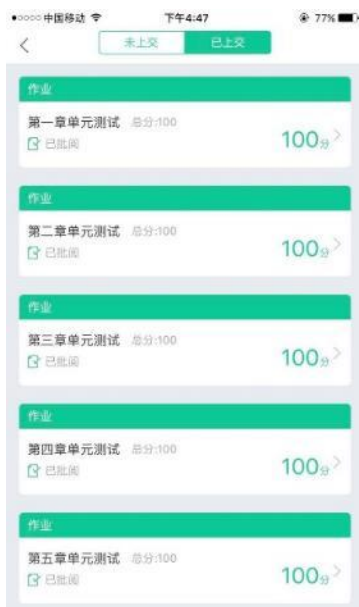 中国移动 下午4:47 77%
未上交 已上交
作业
第一章单元测试 总分:100
已批阅 100分
作业
第二章单元测试 总分:100
已批阅 100分
作业
第三章单元测试 总分:100
已批阅 100分
作业
第四章单元测试 总分:100
已批阅 100分
作业
第五章单元测试 总分:100
已批阅 100分